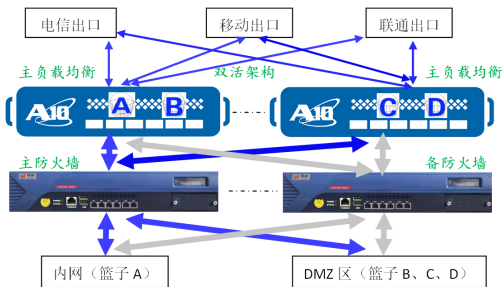 电信出口 移动出口 联通出口
主负载均衡 双活架构 主负载均衡
A10 A B A10 C D
主防火墙 备防火墙
内网（篮子 A） DMZ 区（篮子 B、C、D）